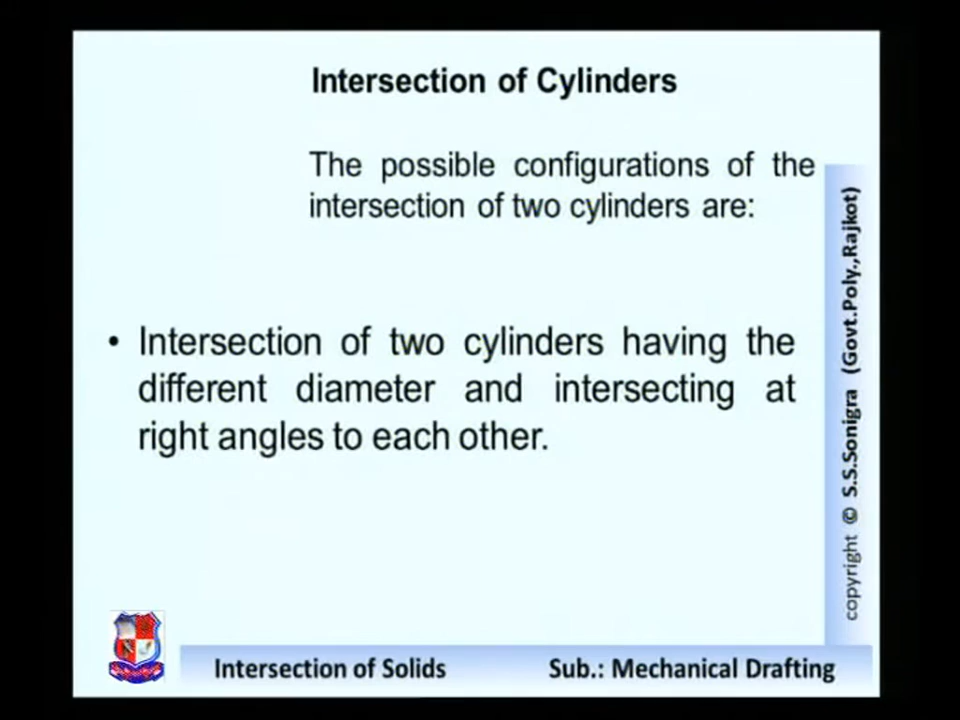 Intersection of Cylinders
The possible configurations of the
intersection of two cylinders are:
• Intersection of two cylinders having the
different diameter and intersecting at
right angles to each other.
copyright © S.S.Sonigra (Govt.Poly.,Rajkot)
Intersection of Solids Sub.: Mechanical Drafting